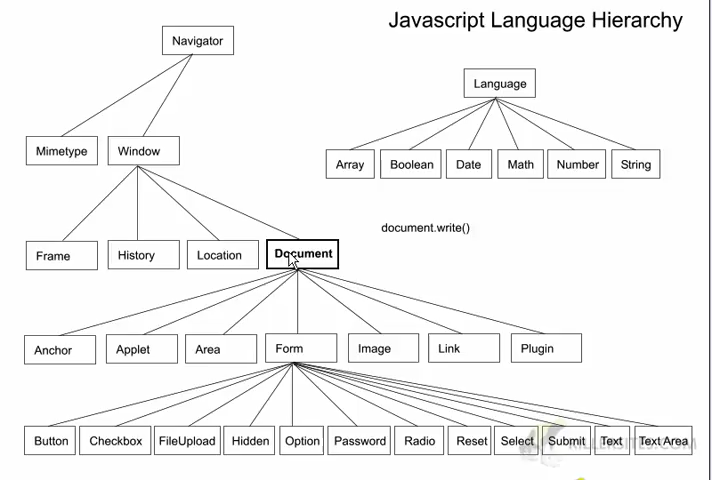 Javascript Language Hierarchy
Navigator
Language
Mimetype Window
Array Boolean Date Math Number String
document.write()
Frame History Location Document
Anchor Applet Area Form Image Link Plugin
Button Checkbox FileUpload Hidden Option Password Radio Reset Select Submit Text Text Area
KILLERSITES.COM